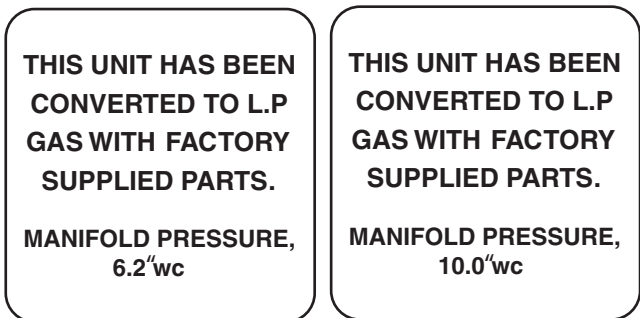 THIS UNIT HAS BEEN
CONVERTED TO L.P
GAS WITH FACTORY
SUPPLIED PARTS.
MANIFOLD PRESSURE,
6.2"wc
THIS UNIT HAS BEEN
CONVERTED TO L.P
GAS WITH FACTORY
SUPPLIED PARTS.
MANIFOLD PRESSURE,
10.0"wc